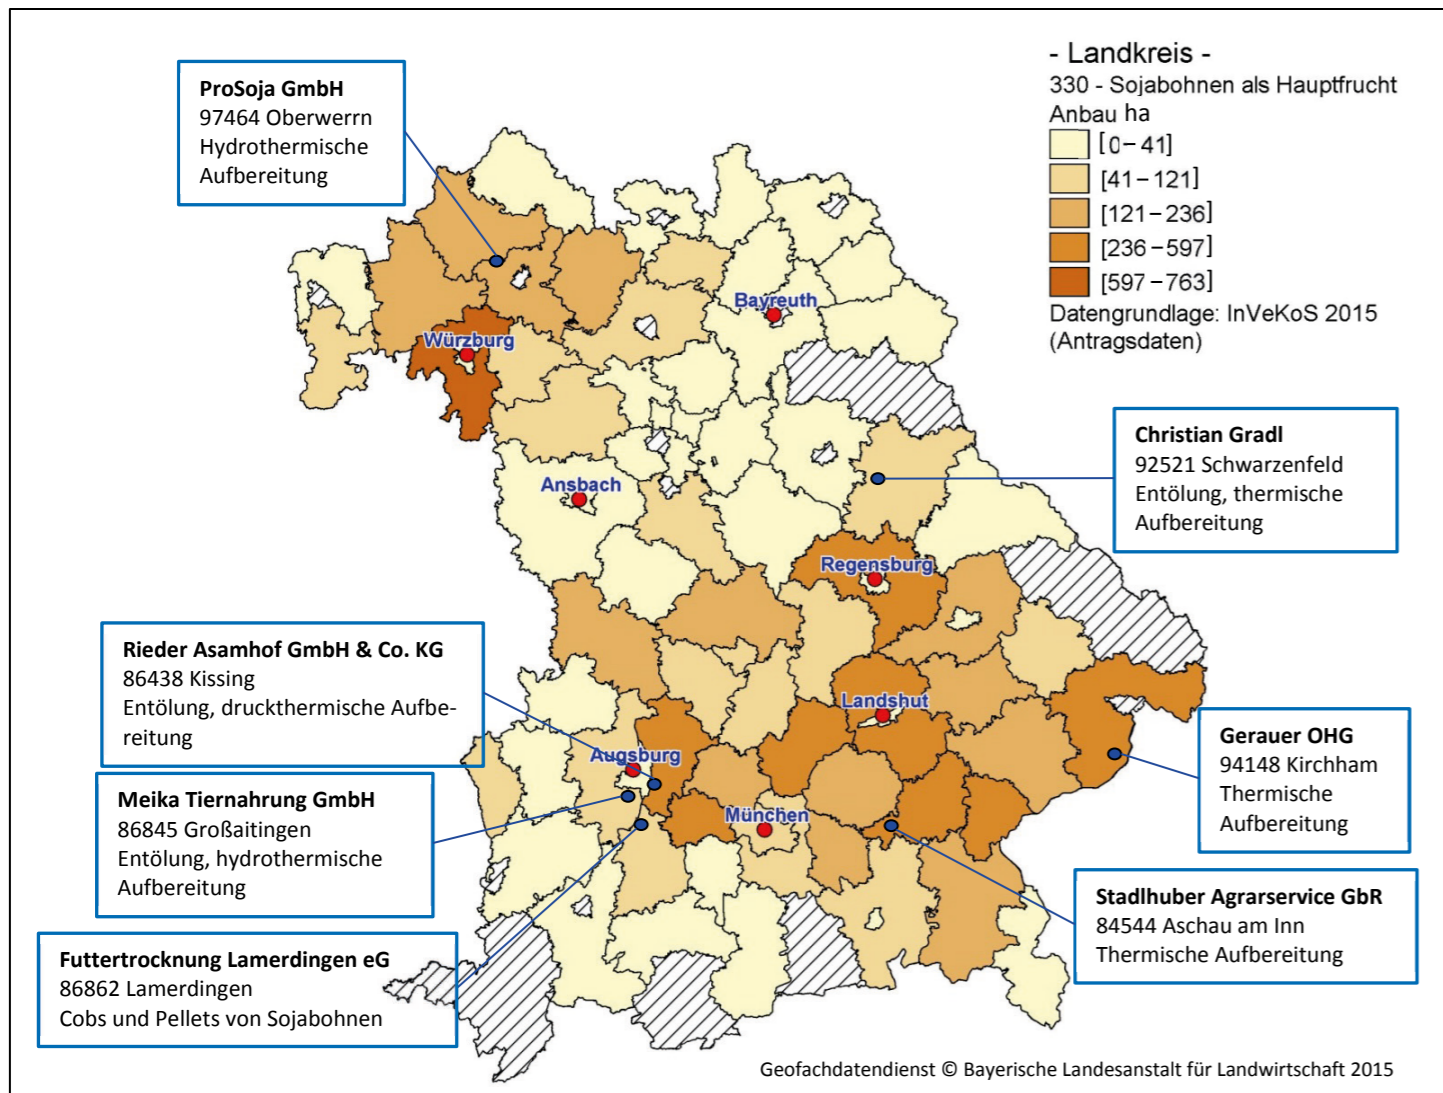 ProSoja GmbH
97464 Oberwerrn
Hydrothermische
Aufbereitung
- Landkreis -
330 - Sojabohnen als Hauptfrucht
Anbau ha
[0–41]
[41–121]
[121–236]
[236–597]
[597–763]
Datengrundlage: InVeKoS 2015
(Antragsdaten)
Bayreuth
Würzburg
Christian Gradl
92521 Schwarzenfeld
Entölung, thermische
Aufbereitung
Ansbach
Regensburg
Rieder Asamhof GmbH & Co. KG
86438 Kissing
Entölung, druckthermische Aufbe-
reitung
Landshut
Augsburg
Gerauer OHG
94148 Kirchham
Thermische
Aufbereitung
Meika Tiernahrung GmbH
86845 Großaitingen
Entölung, hydrothermische
Aufbereitung
München
Stadlhuber Agrarservice GbR
84544 Aschau am Inn
Thermische Aufbereitung
Futtertrocknung Lamerdingen eG
86862 Lamerdingen
Cobs und Pellets von Sojabohnen
Geofachdatendienst © Bayerische Landesanstalt für Landwirtschaft 2015